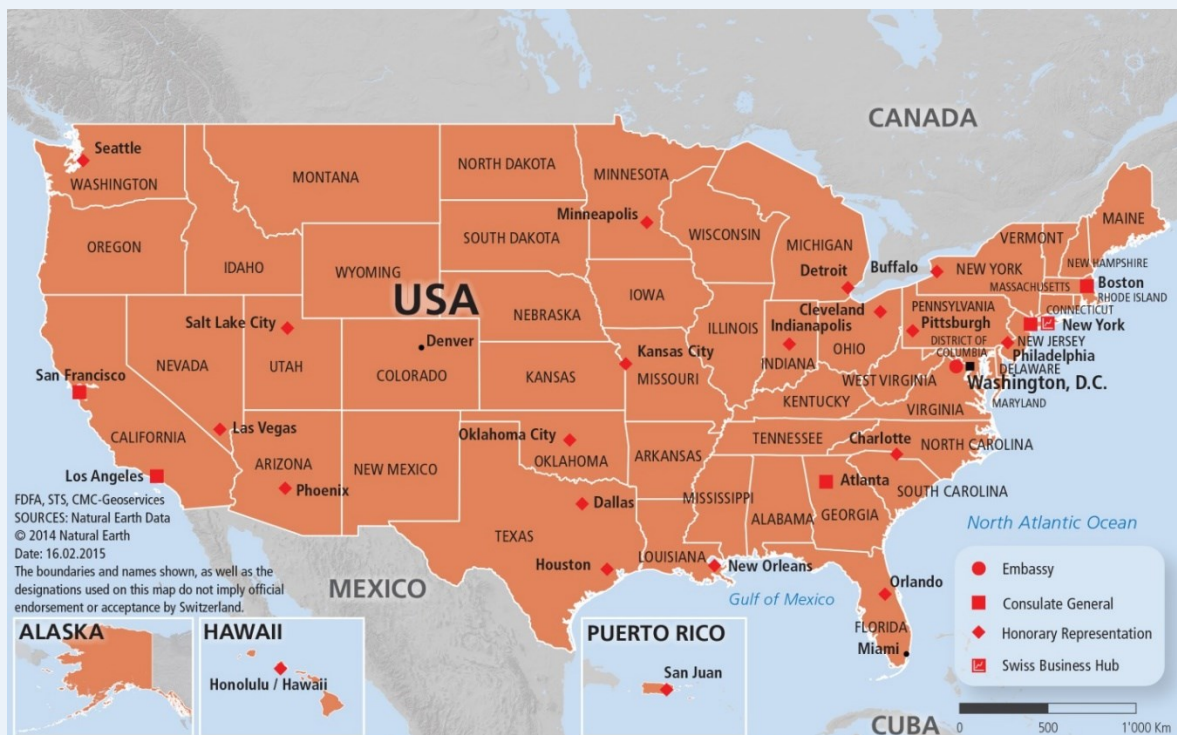 CANADA
Seattle
WASHINGTON
MONTANA
NORTH DAKOTA
MINNESOTA
Minneapolis
MAINE
OREGON
IDAHO
SOUTH DAKOTA
WISCONSIN
MICHIGAN
VERMONT
NEW HAMPSHIRE
WYOMING
Detroit
Buffalo
NEW YORK
MASSACHUSETTS
Boston
RHODE ISLAND
USA
IOWA
NEBRASKA
Cleveland
PENNSYLVANIA
CONNECTICUT
Salt Lake City
ILLINOIS
Indianapolis
Pittsburgh
New York
NEVADA
UTAH
Denver
COLORADO
KANSAS
Kansas City
MISSOURI
INDIANA
OHIO
DISTRICT OF
COLUMBIA
NEW JERSEY
Philadelphia
DELAWARE
San Francisco
WEST VIRGINIA
Washington, D.C.
KENTUCKY
VIRGINIA
MARYLAND
CALIFORNIA
Las Vegas
Oklahoma City
TENNESSEE
Charlotte
NORTH CAROLINA
Los Angeles
ARIZONA
NEW MEXICO
OKLAHOMA
ARKANSAS
Phoenix
Atlanta
SOUTH CAROLINA
Dallas
MISSISSIPPI
ALABAMA
GEORGIA
TEXAS
North Atlantic Ocean
FDFA, STS, CMC-Geoservices
SOURCES: Natural Earth Data
© 2014 Natural Earth
Date: 16.02.2015
The boundaries and names shown, as well as the
designations used on this map do not imply official
endorsement or acceptance by Switzerland.
MEXICO
Houston
LOUISIANA
New Orleans
Gulf of Mexico
Orlando
FLORIDA
Miami
Embassy
Consulate General
Honorary Representation
Swiss Business Hub
ALASKA
HAWAII
Honolulu / Hawaii
PUERTO RICO
San Juan
CUBA
0 500 1'000 Km